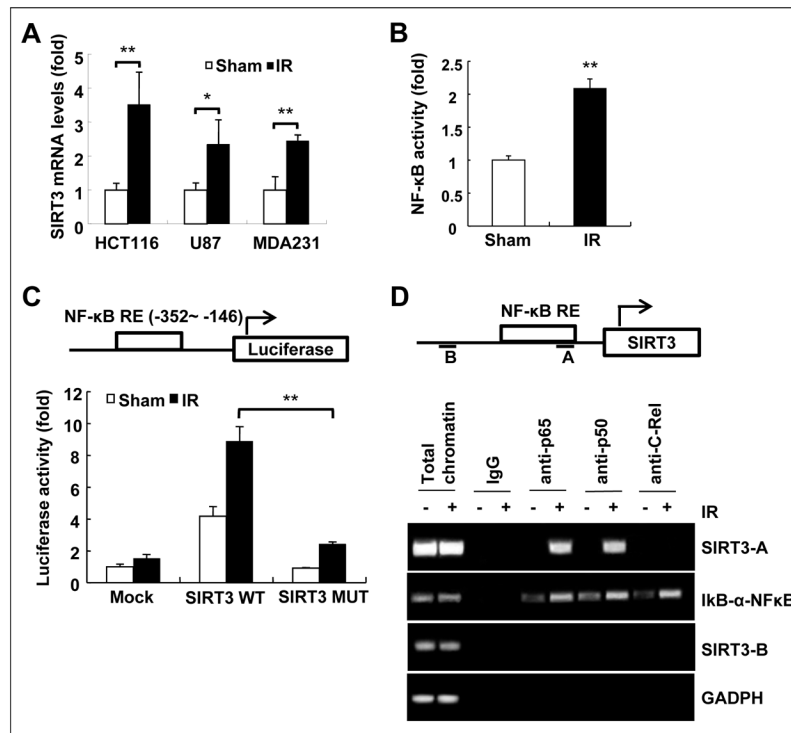 A
SIRT3 mRNA levels (fold)
Sham IR
5
4
3
2
1
0
** * **
HCT116 U87 MDA231
B
NF-κB activity (fold)
2.5
2
1.5
1
0.5
0
**
Sham IR
C
NF-κB RE (-352~ -146)
Luciferase
Luciferase activity (fold)
Sham IR
12
10
8
6
4
2
0
**
Mock SIRT3 WT SIRT3 MUT
D
NF-κB RE
B A SIRT3
Total
chromatin
IgG
anti-p65
anti-p50
anti-C-Rel
- + - + - + - + - + IR
SIRT3-A
IkB-α-NFκB
SIRT3-B
GADPH